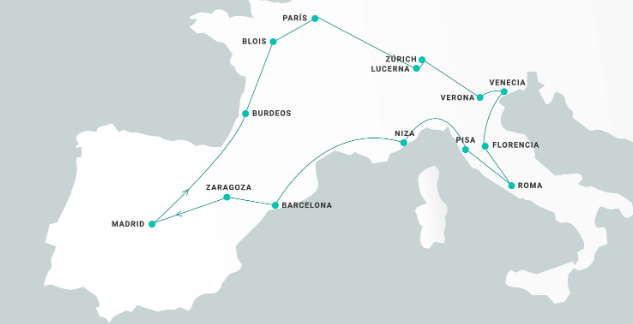 PARÍS
BLOIS
ZÚRICH
LUCERNA
VENECIA
VERONA
BURDEOS
NIZA
PISA
FLORENCIA
ZARAGOZA
ROMA
BARCELONA
MADRID